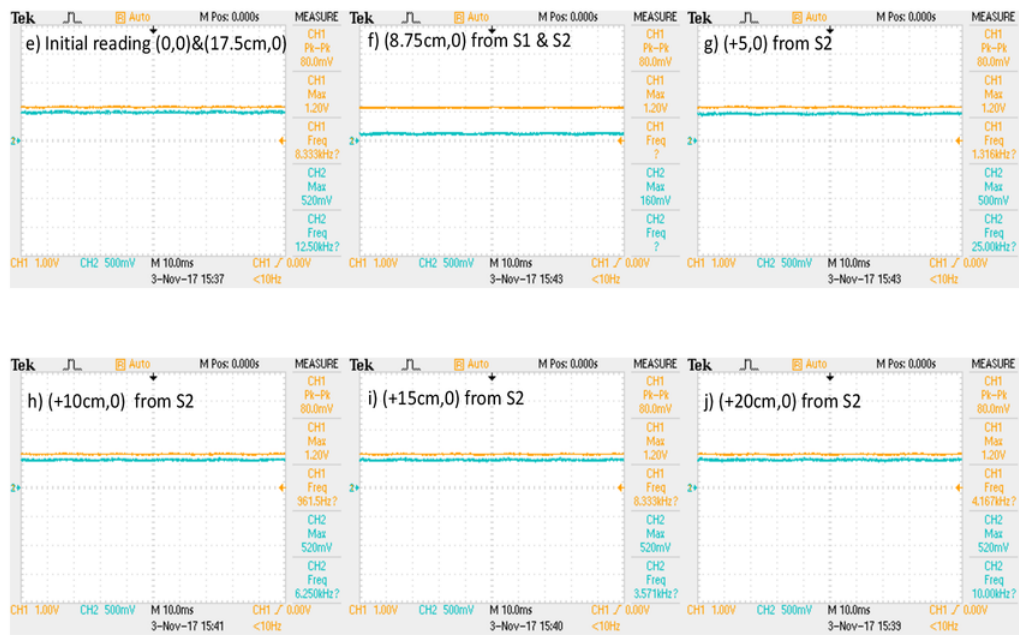 Tek Auto M Pos: 0.000s MEASURE
e) Initial reading (0,0)&(17.5cm,0)
CH1
Pk-Pk
80.0mV
CH1
Max
1.20V
CH1
Freq
8.333kHz?
CH2
Max
520mV
CH2
Freq
12.50kHz?
2
CH1 1.00V CH2 500mV M 10.0ms CH1 0.00V
3-Nov-17 15:37 <10Hz
Tek Auto M Pos: 0.000s MEASURE
f) (8.75cm,0) from S1 & S2
CH1
Pk-Pk
80.0mV
CH1
Max
1.20V
CH1
Freq
?
CH2
Max
160mV
CH2
Freq
?
2
CH1 1.00V CH2 500mV M 10.0ms CH1 0.00V
3-Nov-17 15:43 <10Hz
Tek Auto M Pos: 0.000s MEASURE
g) (+5,0) from S2
CH1
Pk-Pk
80.0mV
CH1
Max
1.20V
CH1
Freq
1.316kHz?
CH2
Max
500mV
CH2
Freq
25.00kHz?
2
CH1 1.00V CH2 500mV M 10.0ms CH1 0.00V
3-Nov-17 15:43 <10Hz
Tek Auto M Pos: 0.000s MEASURE
h) (+10cm,0) from S2
CH1
Pk-Pk
80.0mV
CH1
Max
1.20V
CH1
Freq
961.5Hz?
CH2
Max
520mV
CH2
Freq
6.250kHz?
2
CH1 1.00V CH2 500mV M 10.0ms CH1 0.00V
3-Nov-17 15:41 <10Hz
Tek Auto M Pos: 0.000s MEASURE
i) (+15cm,0) from S2
CH1
Pk-Pk
80.0mV
CH1
Max
1.20V
CH1
Freq
8.333kHz?
CH2
Max
520mV
CH2
Freq
3.571kHz?
2
CH1 1.00V CH2 500mV M 10.0ms CH1 0.00V
3-Nov-17 15:40 <10Hz
Tek Auto M Pos: 0.000s MEASURE
j) (+20cm,0) from S2
CH1
Pk-Pk
80.0mV
CH1
Max
1.20V
CH1
Freq
4.167kHz?
CH2
Max
520mV
CH2
Freq
10.00kHz?
2
CH1 1.00V CH2 500mV M 10.0ms CH1 0.00V
3-Nov-17 15:39 <10Hz